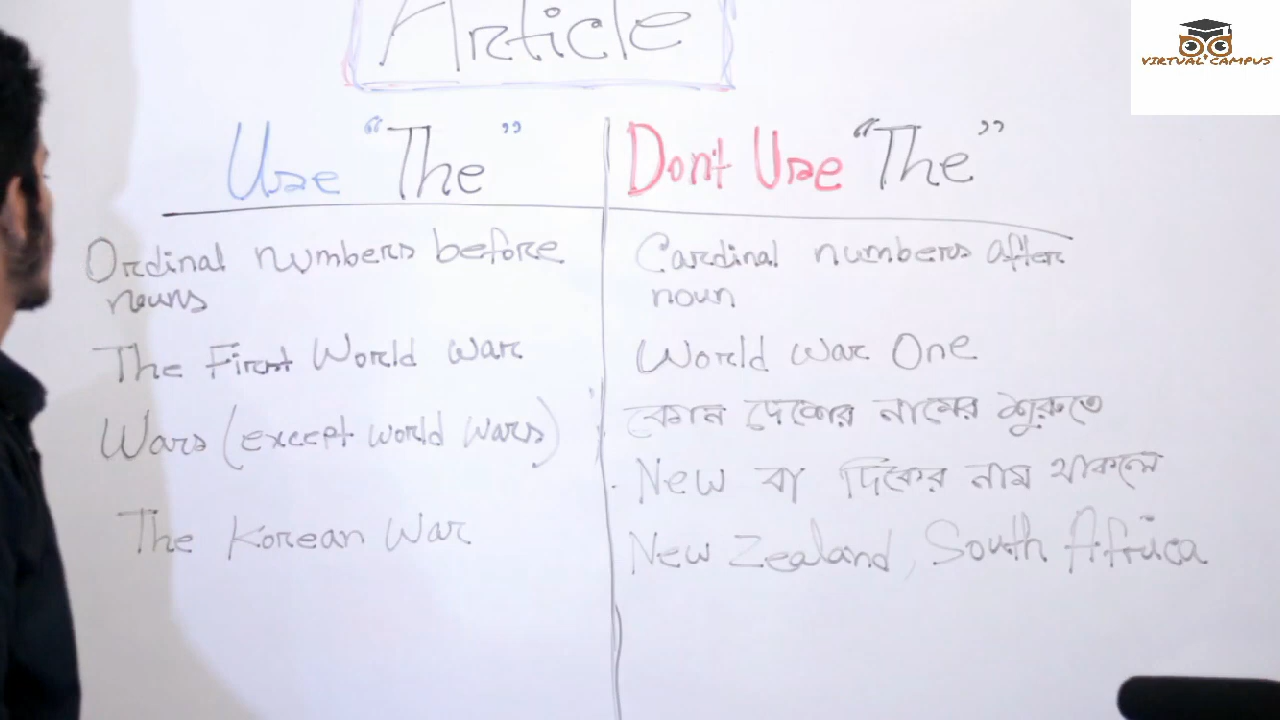 Article
VIRTUAL CAMPUS
Use "The"
Ordinal numbers before
nouns
The First World War
Wars (except World Wars)
The Korean War
Don't Use "The"
Cardinal numbers after
noun
World War One
কোন দেশের নামের শুরুতে
New বা দিকের নাম থাকলে
New Zealand, South Africa